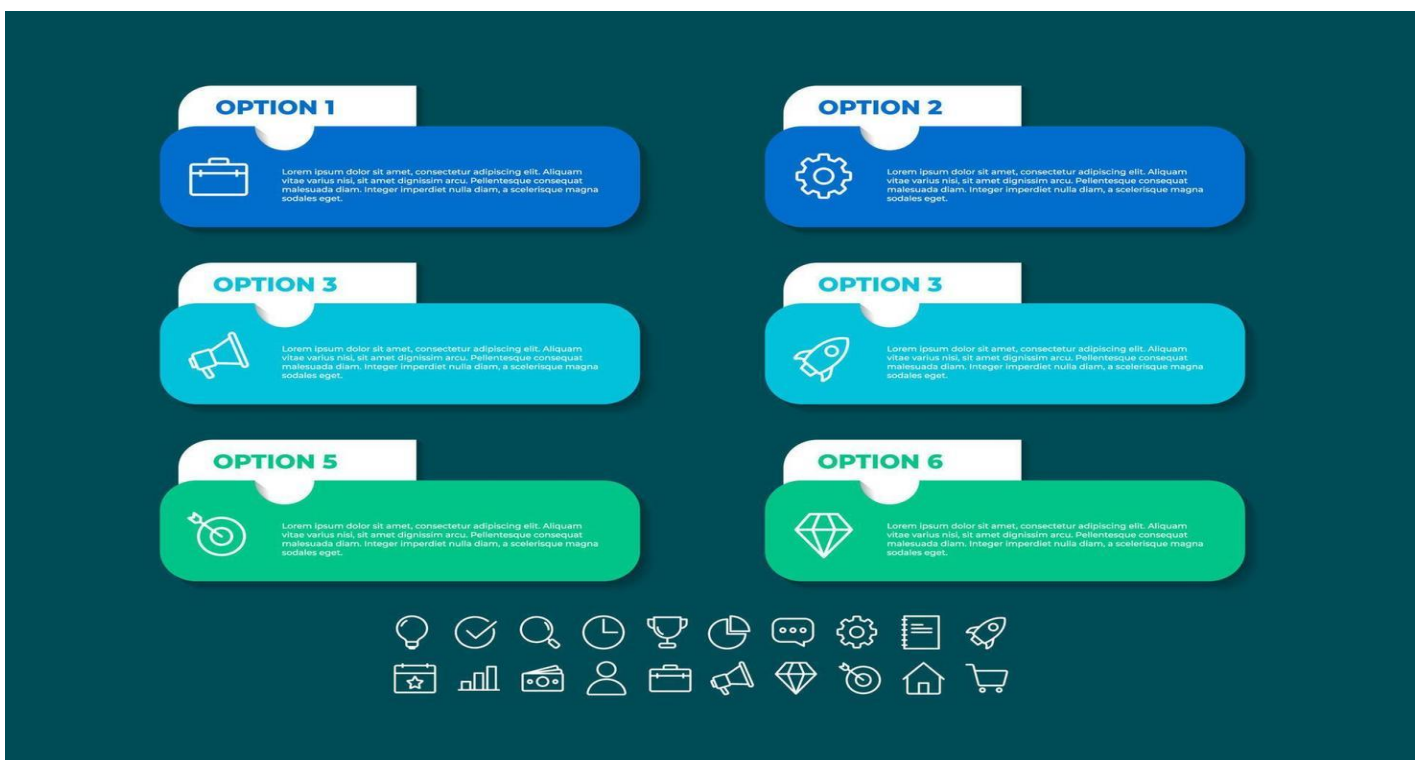 OPTION 1
Lorem ipsum dolor sit amet, consectetur adipiscing elit. Aliquam
vitae varius nisi, sit amet dignissim arcu. Pellentesque consequat
malesuada diam. Integer imperdiet nulla diam, a scelerisque magna
sodales eget.
OPTION 2
Lorem ipsum dolor sit amet, consectetur adipiscing elit. Aliquam
vitae varius nisi, sit amet dignissim arcu. Pellentesque consequat
malesuada diam. Integer imperdiet nulla diam, a scelerisque magna
sodales eget.
OPTION 3
Lorem ipsum dolor sit amet, consectetur adipiscing elit. Aliquam
vitae varius nisi, sit amet dignissim arcu. Pellentesque consequat
malesuada diam. Integer imperdiet nulla diam, a scelerisque magna
sodales eget.
OPTION 3
Lorem ipsum dolor sit amet, consectetur adipiscing elit. Aliquam
vitae varius nisi, sit amet dignissim arcu. Pellentesque consequat
malesuada diam. Integer imperdiet nulla diam, a scelerisque magna
sodales eget.
OPTION 5
Lorem ipsum dolor sit amet, consectetur adipiscing elit. Aliquam
vitae varius nisi, sit amet dignissim arcu. Pellentesque consequat
malesuada diam. Integer imperdiet nulla diam, a scelerisque magna
sodales eget.
OPTION 6
Lorem ipsum dolor sit amet, consectetur adipiscing elit. Aliquam
vitae varius nisi, sit amet dignissim arcu. Pellentesque consequat
malesuada diam. Integer imperdiet nulla diam, a scelerisque magna
sodales eget.